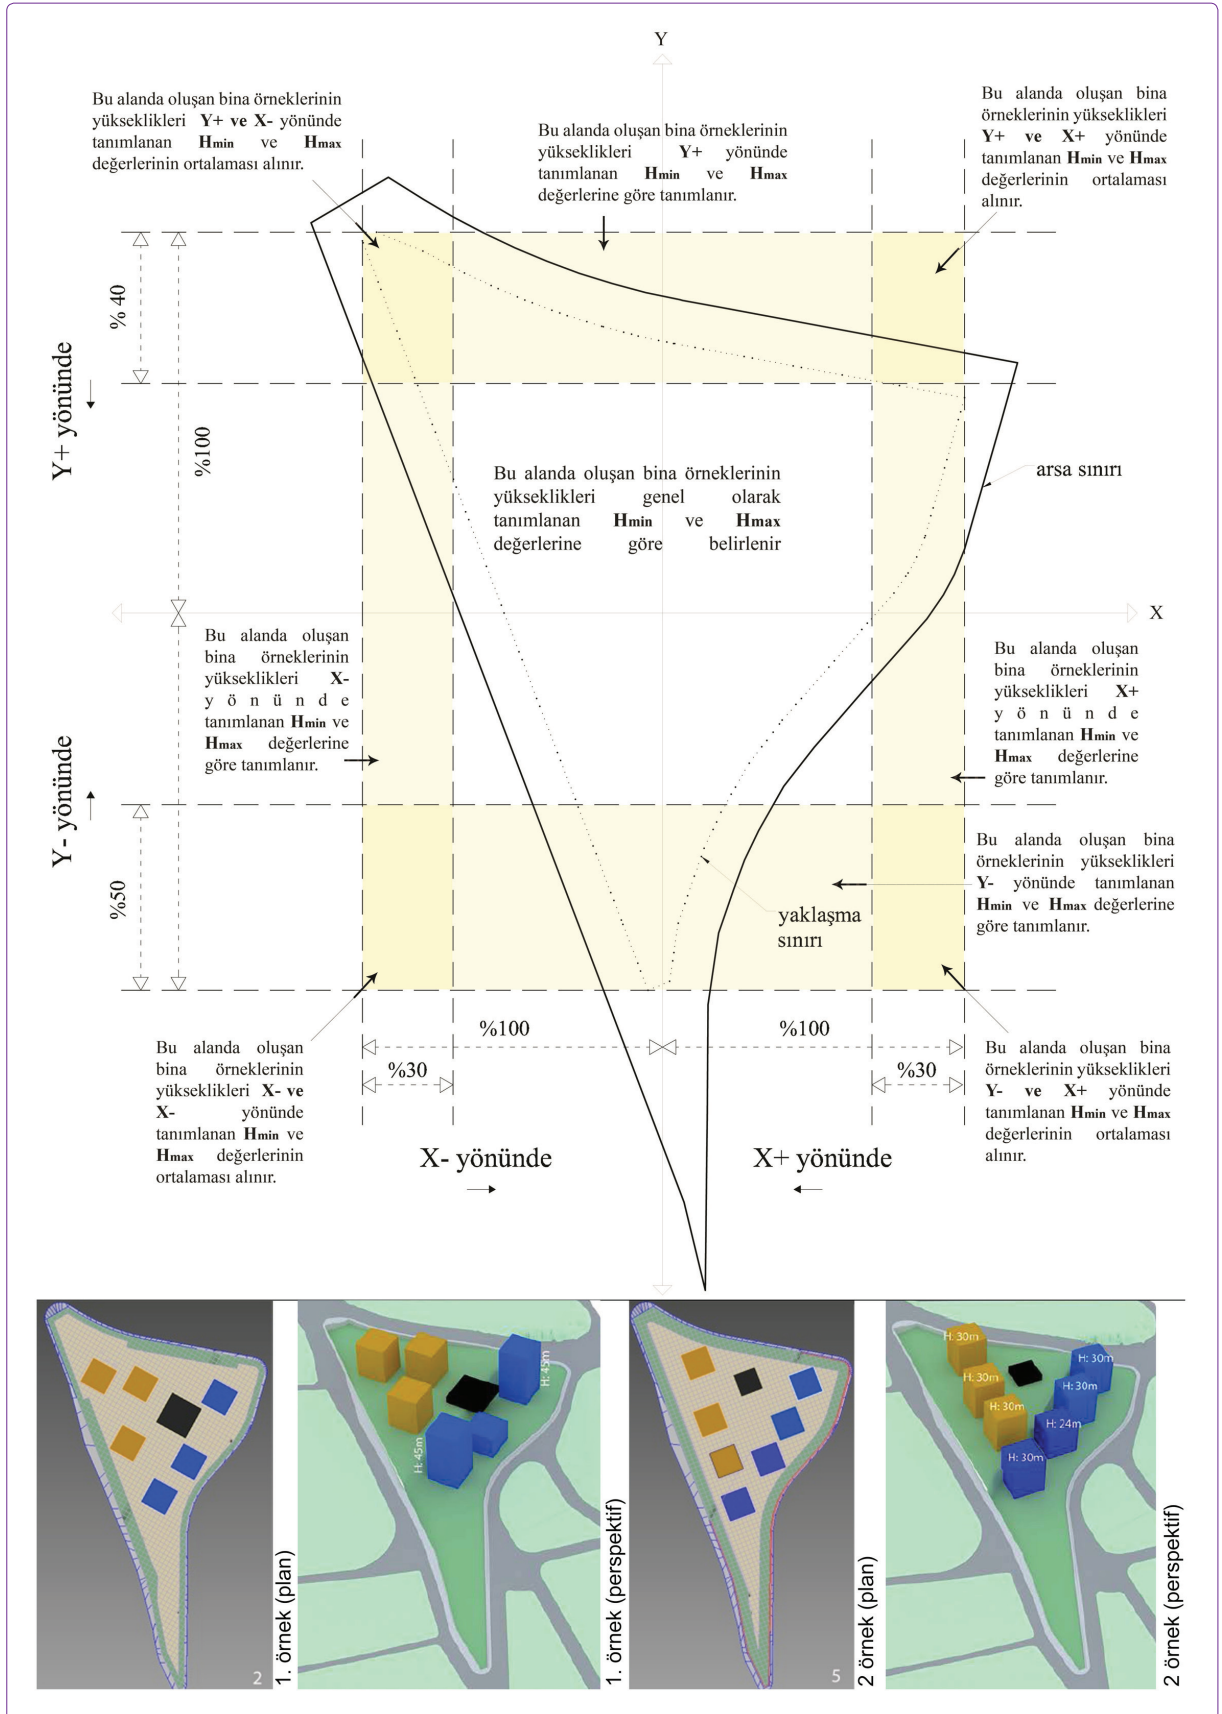 Y
Bu alanda oluşan bina örneklerinin
yükseklikleri Y+ ve X- yönünde
tanımlanan Hmin ve Hmax
değerlerinin ortalaması alınır.
Bu alanda oluşan bina örneklerinin
yükseklikleri Y+ yönünde
tanımlanan Hmin ve Hmax
değerlerine göre tanımlanır.
Bu alanda oluşan bina
örneklerinin yükseklikleri
Y+ ve X+ yönünde
tanımlanan Hmin ve Hmax
değerlerinin ortalaması
alınır.
% 40
Y+ yönünde
%100
Bu alanda oluşan bina örneklerinin
yükseklikleri genel olarak
tanımlanan Hmin ve Hmax
değerlerine göre belirlenir
arsa sınırı
X
Bu alanda oluşan
bina örneklerinin
yükseklikleri X-
yönünde
tanımlanan Hmin ve
Hmax değerlerine
göre tanımlanır.
Bu alanda oluşan
bina örneklerinin
yükseklikleri X+
yönünde
tanımlanan Hmin ve
Hmax değerlerine
göre tanımlanır.
Y- yönünde
%50
Bu alanda oluşan bina
örneklerinin yükseklikleri
Y- yönünde tanımlanan
Hmin ve Hmax değerlerine
göre tanımlanır.
yaklaşma
sınırı
%100
%100
%30
%30
Bu alanda oluşan
bina örneklerinin
yükseklikleri X- ve
X- yönünde
tanımlanan Hmin ve
Hmax değerlerinin
ortalaması alınır.
Bu alanda oluşan bina
örneklerinin yükseklikleri
Y- ve X+ yönünde
tanımlanan Hmin ve Hmax
değerlerinin ortalaması
alınır.
X- yönünde
X+ yönünde
2
1. örnek (plan)
H: 45m
H: 45m
1. örnek (perspektif)
5
2 örnek (plan)
H: 30m
H: 30m
H: 30m
H: 30m
H: 30m
H: 24m
H: 30m
2 örnek (perspektif)